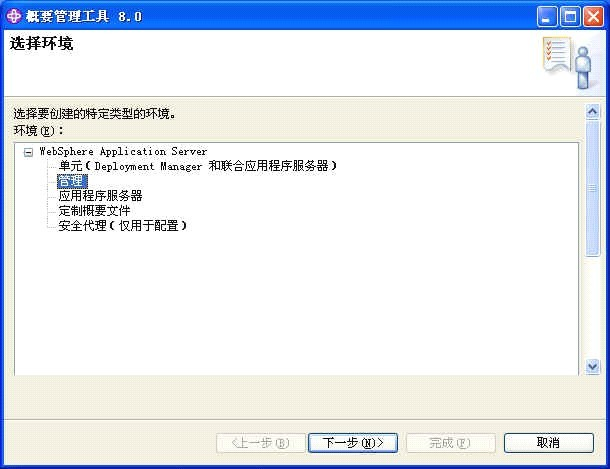 概要管理工具 8.0
选择环境
选择要创建的特定类型的环境。
环境(E)：
WebSphere Application Server
单元（Deployment Manager 和联合应用程序服务器）
管理
应用程序服务器
定制概要文件
安全代理（仅用于配置）
<上一步(B) 下一步(N)> 完成(F) 取消